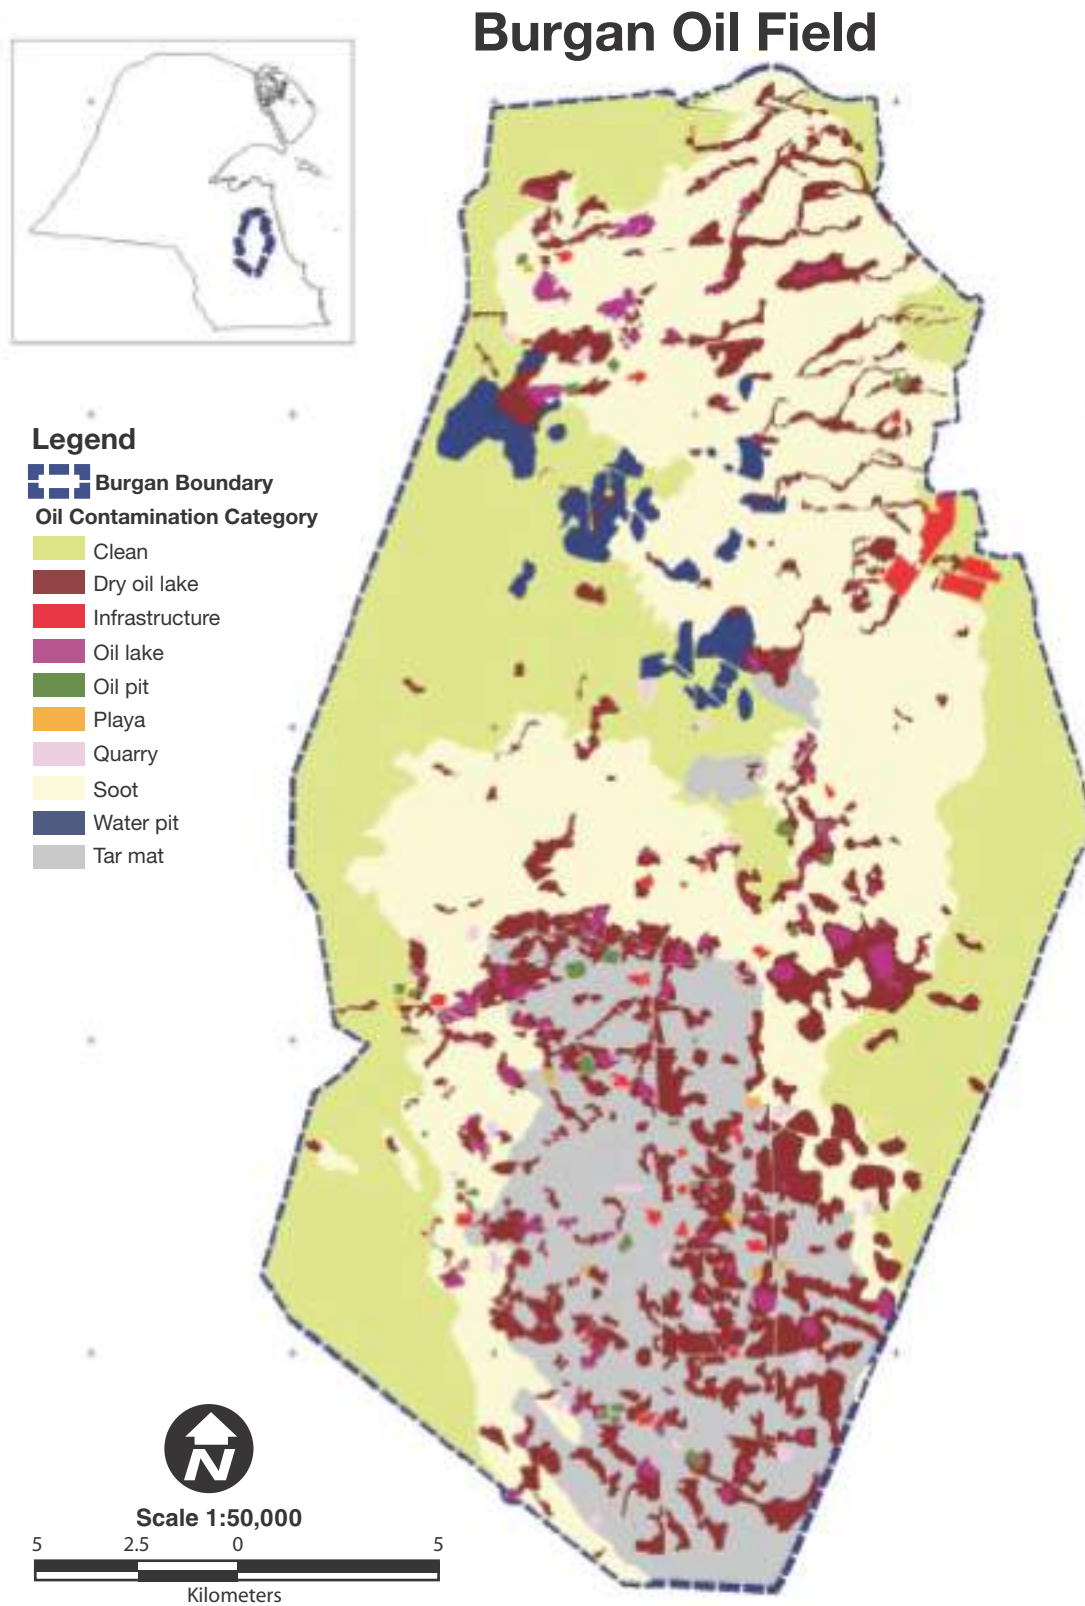 Burgan Oil Field
Legend
Burgan Boundary
Oil Contamination Category
Clean
Dry oil lake
Infrastructure
Oil lake
Oil pit
Playa
Quarry
Soot
Water pit
Tar mat
N
Scale 1:50,000
5 2.5 0 5
Kilometers